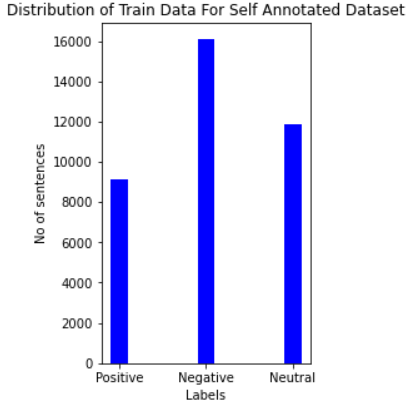 Distribution of Train Data For Self Annotated Dataset
No of sentences
16000
14000
12000
10000
8000
6000
4000
2000
0
Positive Negative Neutral
Labels